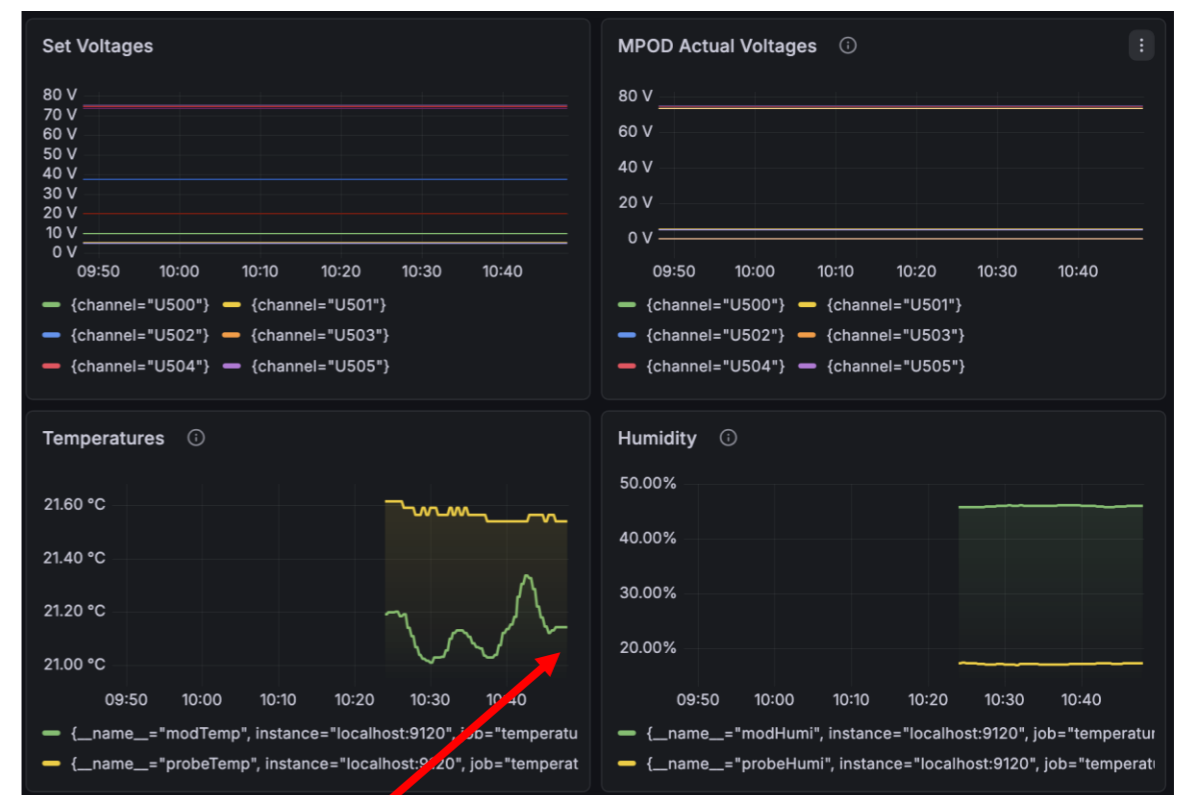 Set Voltages
80 V
70 V
60 V
50 V
40 V
30 V
20 V
10 V
0 V
09:50 10:00 10:10 10:20 10:30 10:40
{channel="U500"} {channel="U501"}
{channel="U502"} {channel="U503"}
{channel="U504"} {channel="U505"}
MPOD Actual Voltages
80 V
60 V
40 V
20 V
0 V
09:50 10:00 10:10 10:20 10:30 10:40
{channel="U500"} {channel="U501"}
{channel="U502"} {channel="U503"}
{channel="U504"} {channel="U505"}
Temperatures
21.60 °C
21.40 °C
21.20 °C
21.00 °C
09:50 10:00 10:10 10:20 10:30 10:40
{__name__="modTemp", instance="localhost:9120", job="temperatu
{__name__="probeTemp", instance="localhost:9120", job="temperat
Humidity
50.00%
40.00%
30.00%
20.00%
09:50 10:00 10:10 10:20 10:30 10:40
{__name__="modHumi", instance="localhost:9120", job="temperatur
{__name__="probeHumi", instance="localhost:9120", job="temperati